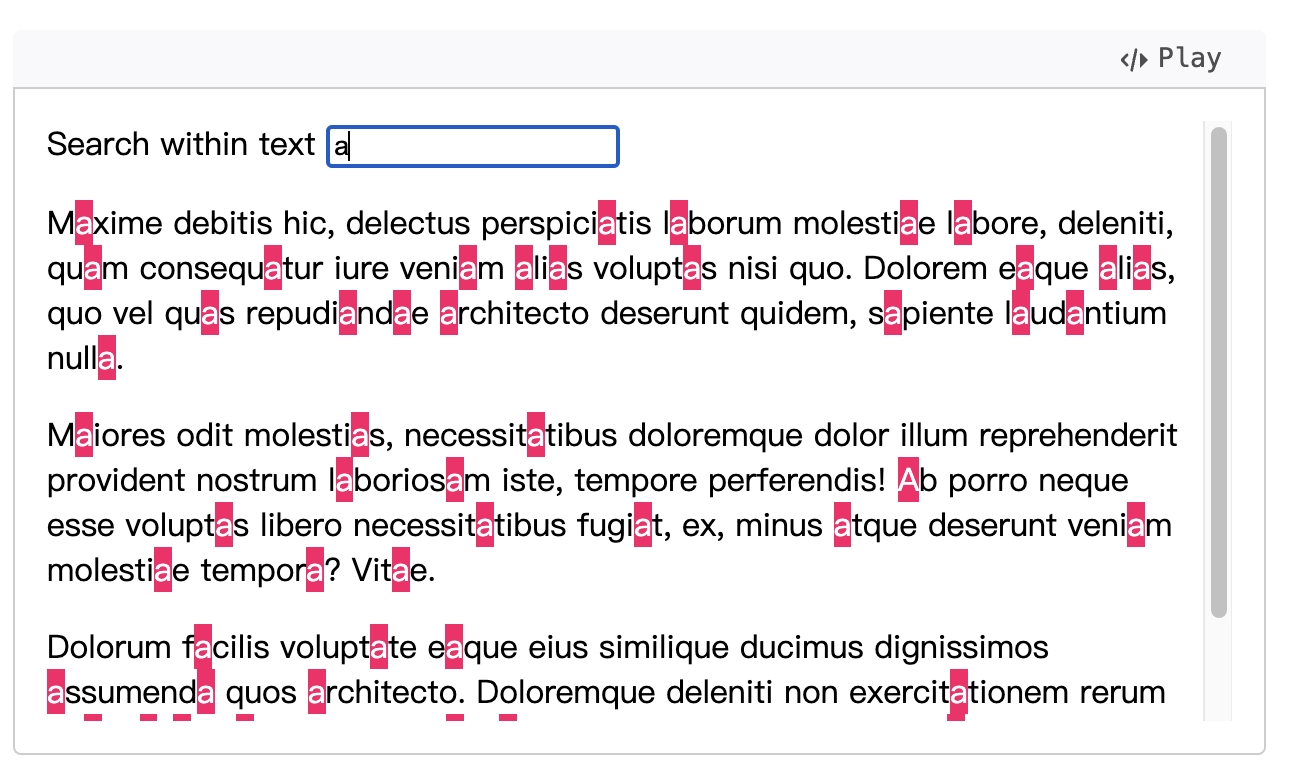 </> Play
Search within text a
Maxime debitis hic, delectus perspiciatis laborum molestiae labore, deleniti,
quam consequatur iure veniam alias voluptas nisi quo. Dolorem eaque alias,
quo vel quas repudiandae architecto deserunt quidem, sapiente laudantium
nulla.
Maiores odit molestias, necessitatibus doloremque dolor illum reprehenderit
provident nostrum laboriosam iste, tempore perferendis! Ab porro neque
esse voluptas libero necessitatibus fugiat, ex, minus atque deserunt veniam
molestiae tempora? Vitae.
Dolorum facilis voluptate eaque eius similique ducimus dignissimos
assumenda quos architecto. Doloremque deleniti non exercitationem rerum